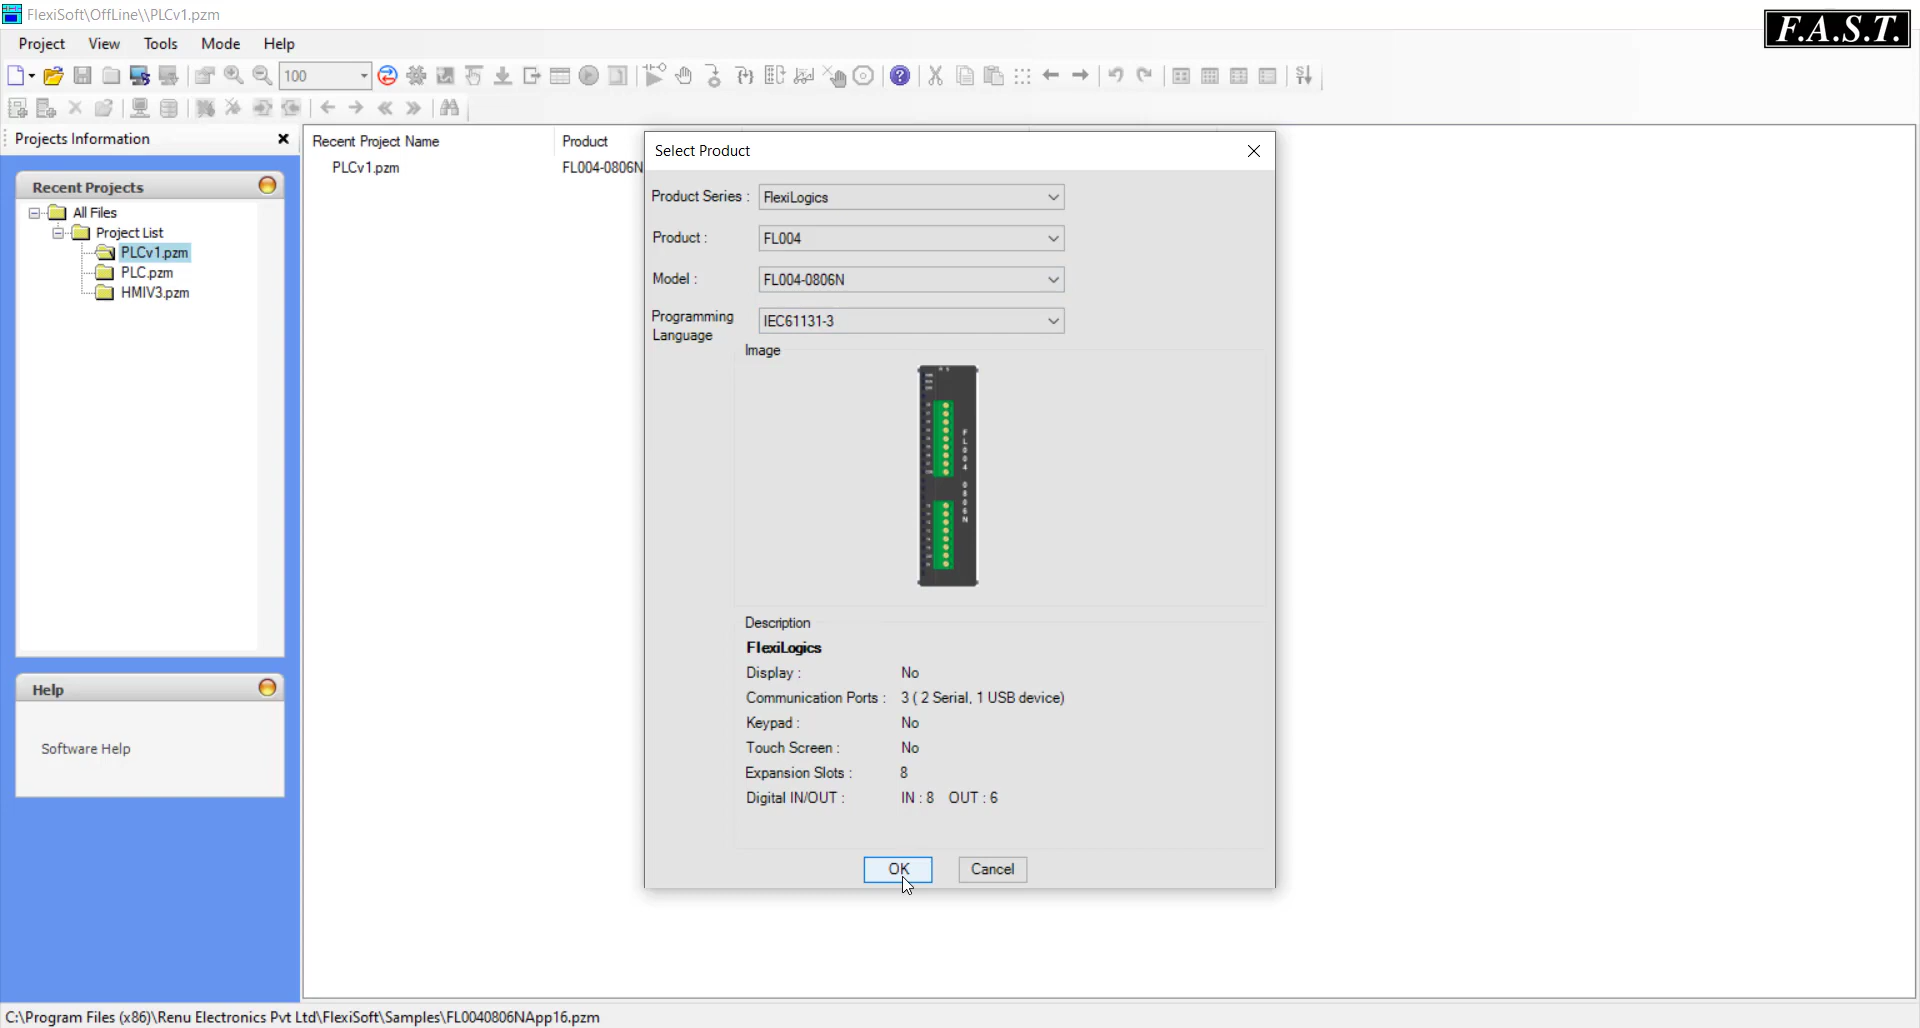 FlexiSoft\OffLine\\PLCv1.pzm
F.A.S.T.
Project View Tools Mode Help
100
Projects Information
Recent Projects
All Files
Project List
PLCv1.pzm
PLC.pzm
HMIV3.pzm
Help
Software Help
Recent Project Name Product
PLCv1.pzm FL004-0806N
Select Product
Product Series : FlexiLogics
Product : FL004
Model : FL004-0806N
Programming Language IEC61131-3
Image
FL004 0806N
Description
FlexiLogics
Display : No
Communication Ports : 3 ( 2 Serial, 1 USB device)
Keypad : No
Touch Screen : No
Expansion Slots : 8
Digital IN/OUT : IN : 8 OUT : 6
OK Cancel
C:\Program Files (x86)\Renu Electronics Pvt Ltd\FlexiSoft\Samples\FL0040806NApp16.pzm